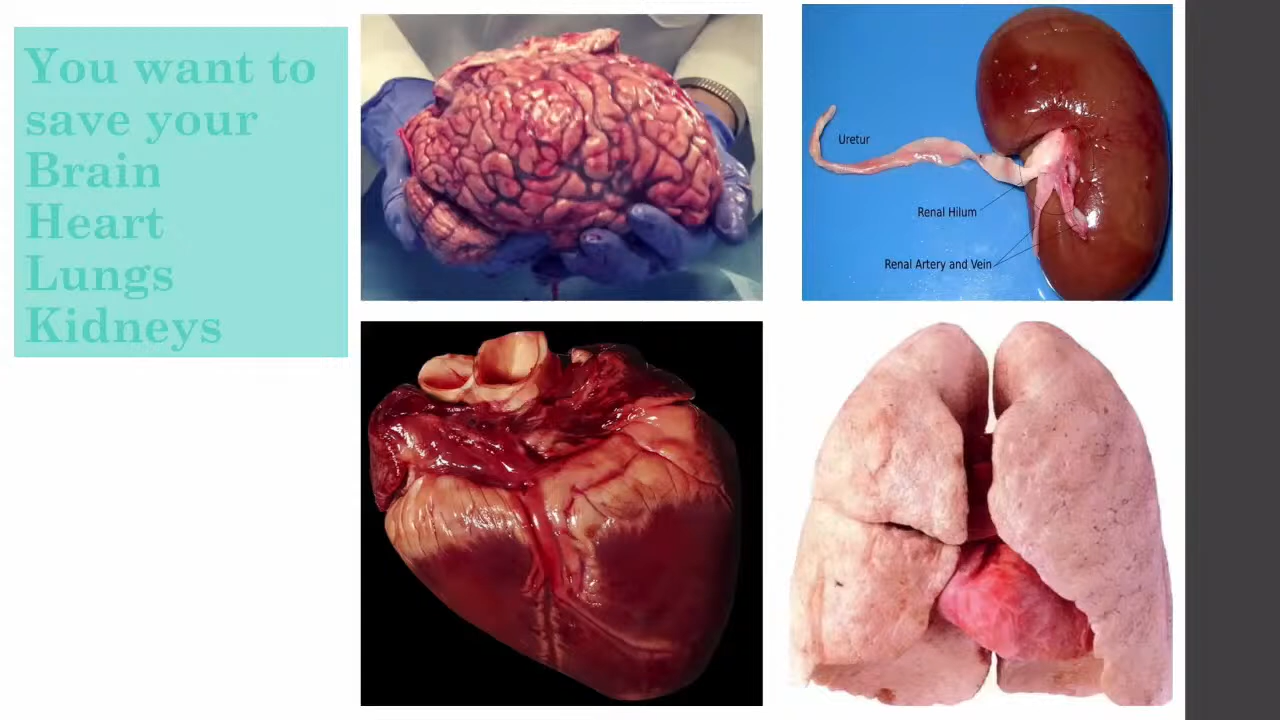 You want to
save your
Brain
Heart
Lungs
Kidneys
Uretur
Renal Hilum
Renal Artery and Vein